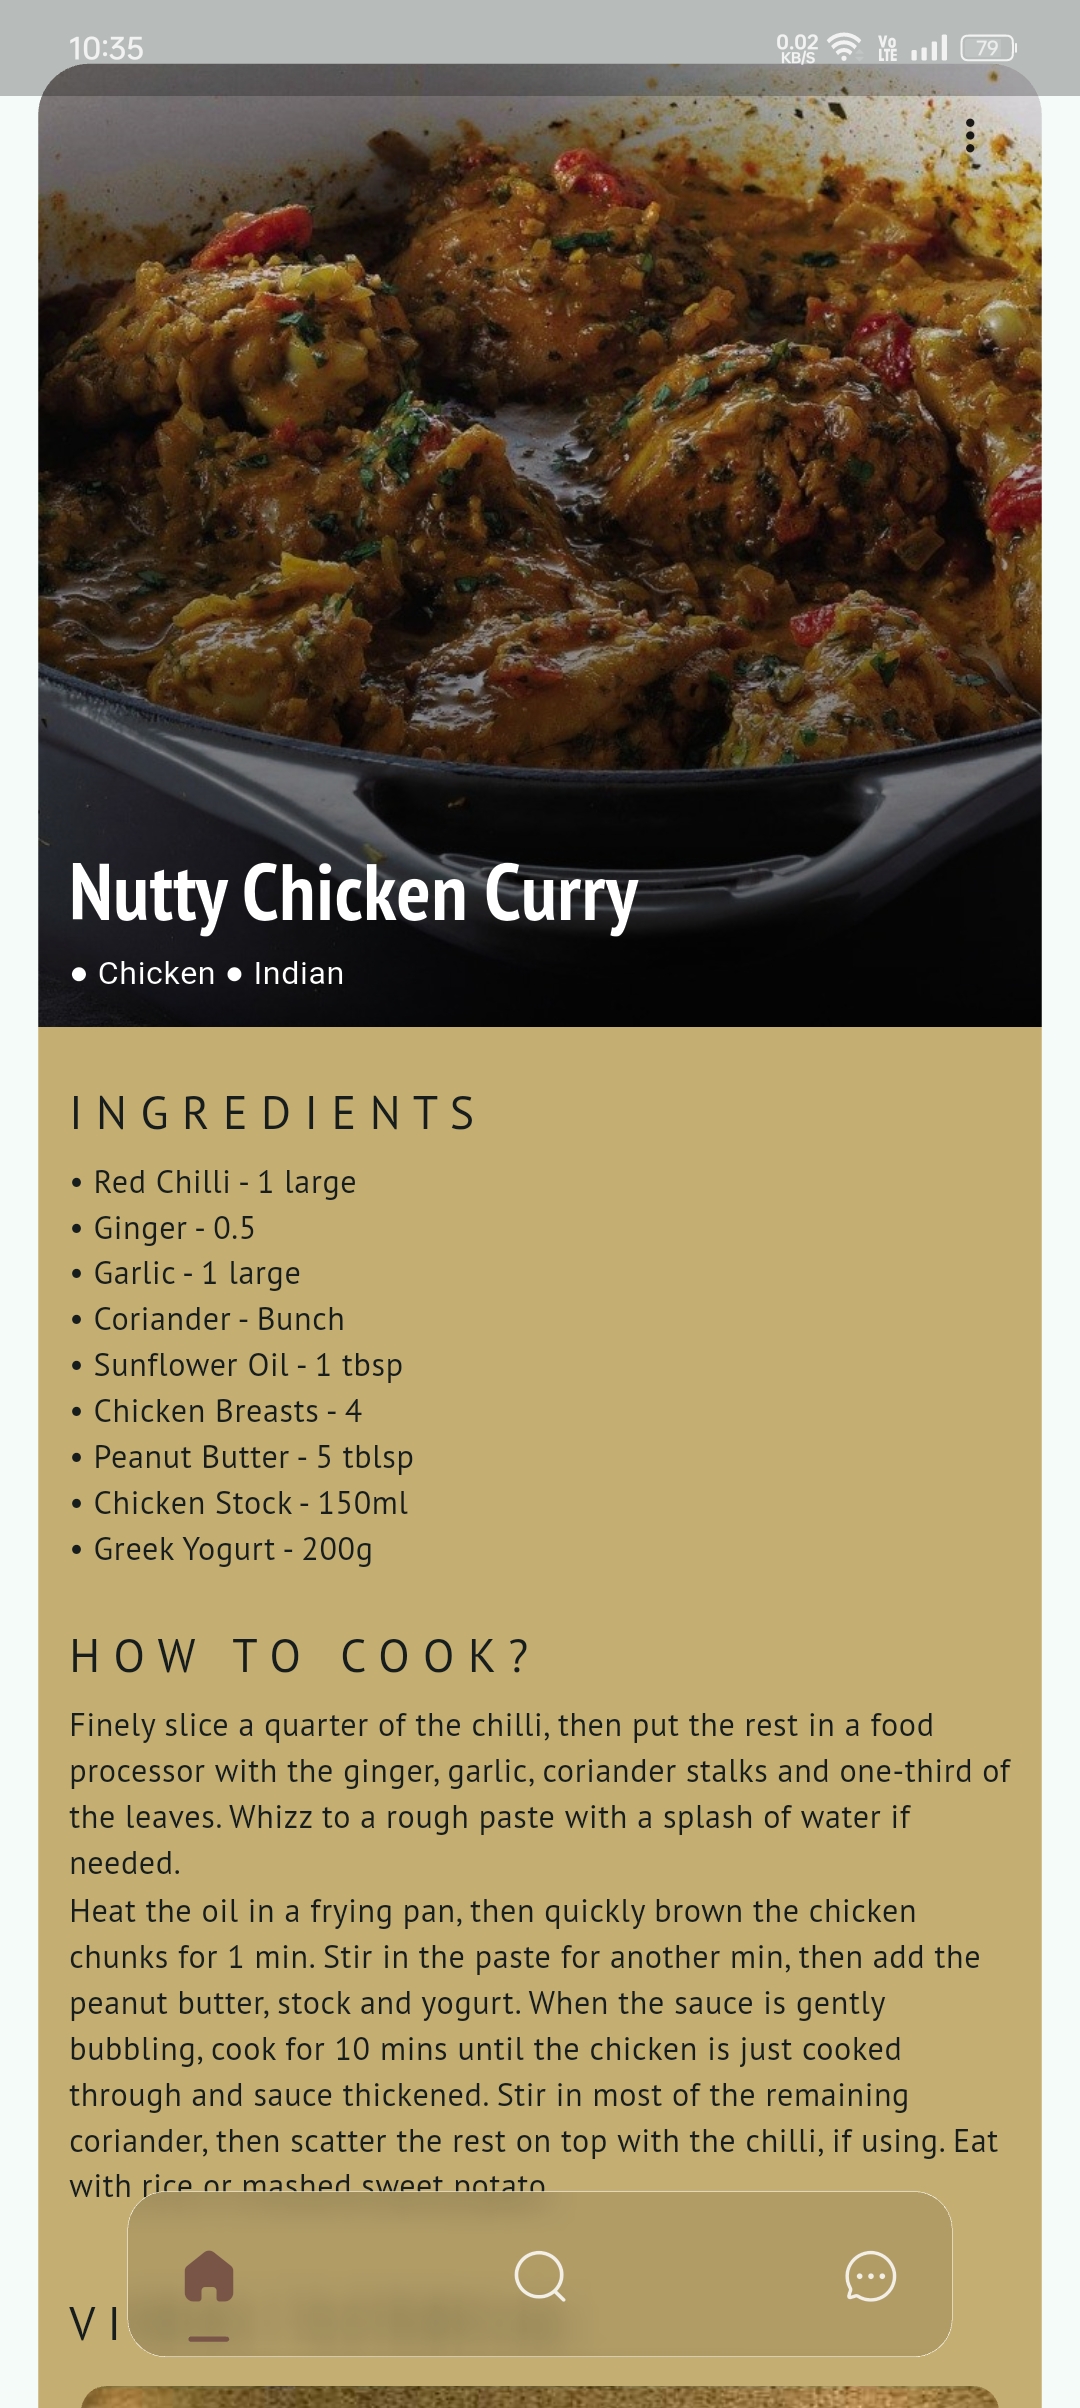 10:35
0.02
KB/S
Vo
LTE
79
Nutty Chicken Curry
● Chicken ● Indian
INGREDIENTS
• Red Chilli - 1 large
• Ginger - 0.5
• Garlic - 1 large
• Coriander - Bunch
• Sunflower Oil - 1 tbsp
• Chicken Breasts - 4
• Peanut Butter - 5 tblsp
• Chicken Stock - 150ml
• Greek Yogurt - 200g
HOW TO COOK?
Finely slice a quarter of the chilli, then put the rest in a food
processor with the ginger, garlic, coriander stalks and one-third of
the leaves. Whizz to a rough paste with a splash of water if
needed.
Heat the oil in a frying pan, then quickly brown the chicken
chunks for 1 min. Stir in the paste for another min, then add the
peanut butter, stock and yogurt. When the sauce is gently
bubbling, cook for 10 mins until the chicken is just cooked
through and sauce thickened. Stir in most of the remaining
coriander, then scatter the rest on top with the chilli, if using. Eat
with rice or mashed sweet potato
VI